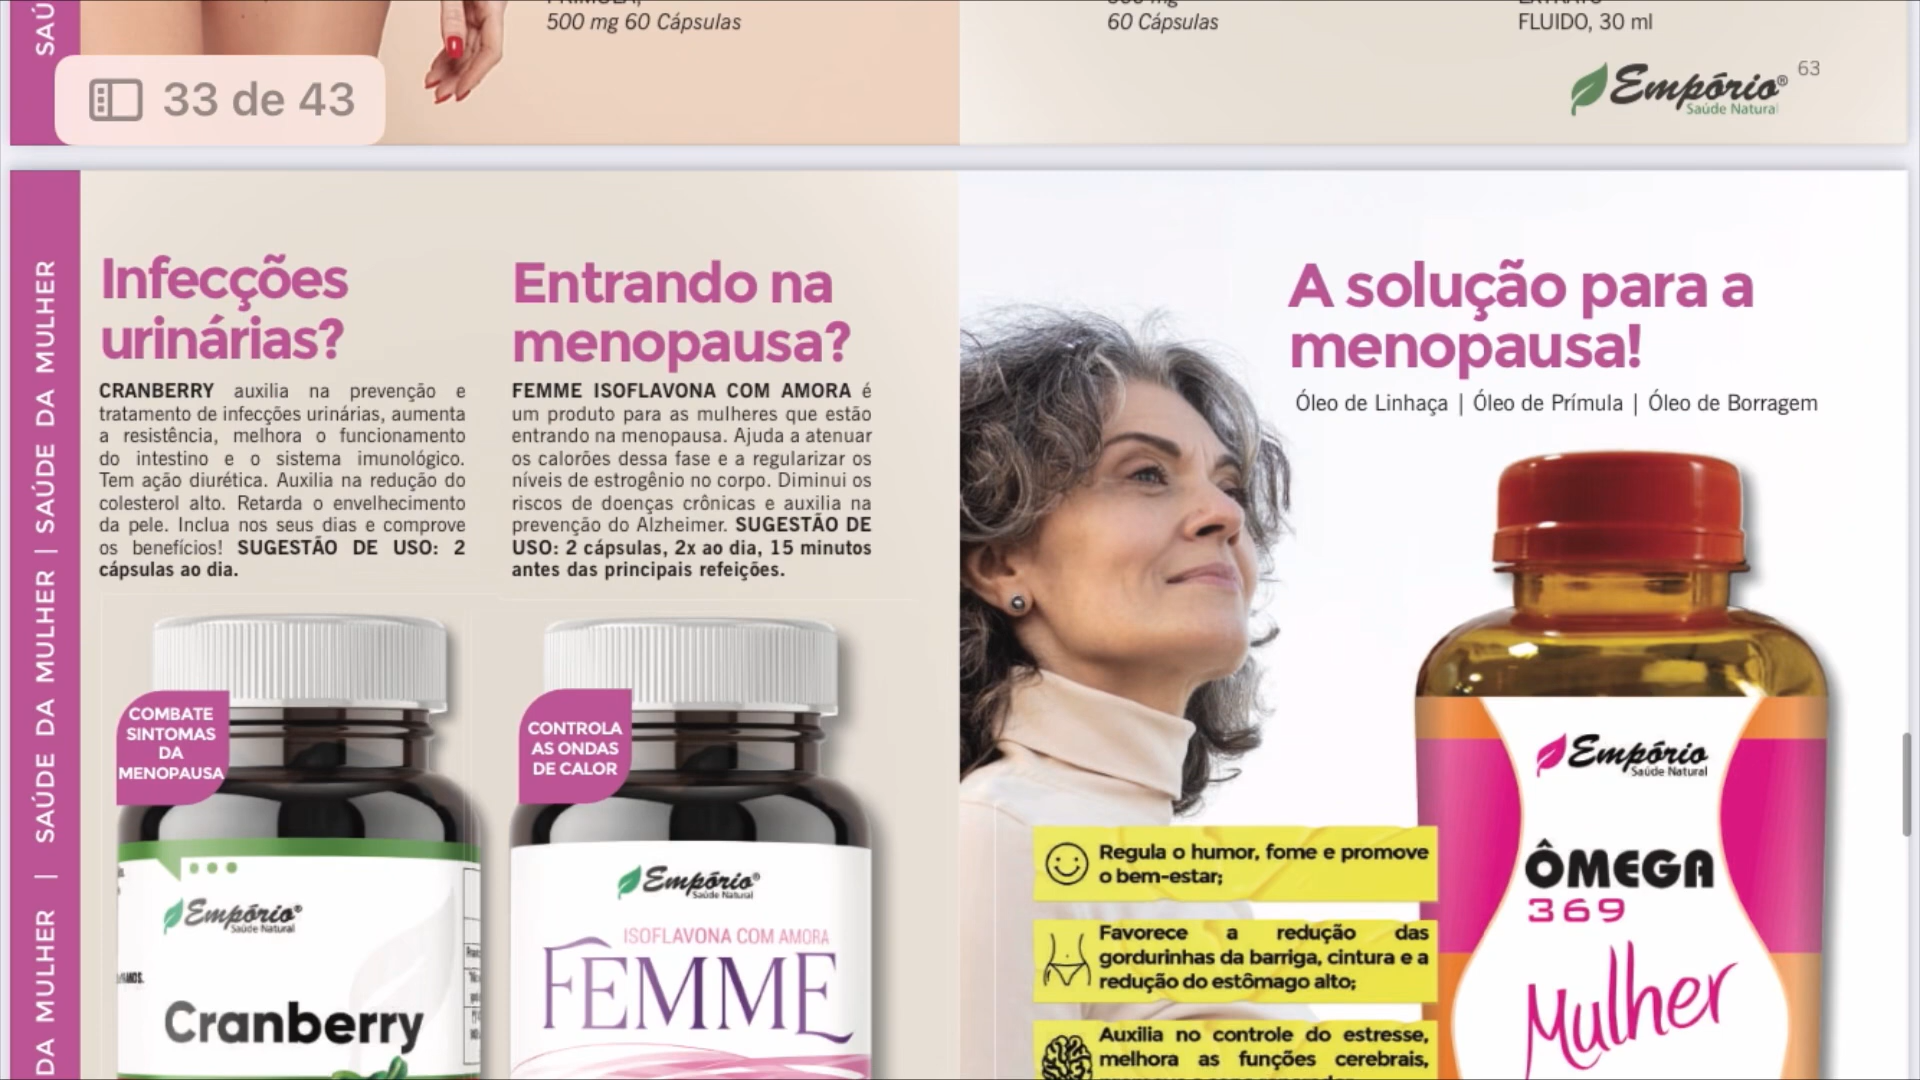 500 mg 60 Cápsulas
60 Cápsulas
FLUIDO, 30 ml
33 de 43
Empório®
Saúde Natural
63
SAÚDE DA MULHER | SAÚDE DA MULHER | SAÚDE DA MULHER
Infecções
urinárias?
CRANBERRY auxilia na prevenção e
tratamento de infecções urinárias, aumenta
a resistência, melhora o funcionamento
do intestino e o sistema imunológico.
Tem ação diurética. Auxilia na redução do
colesterol alto. Retarda o envelhecimento
da pele. Inclua nos seus dias e comprove
os benefícios! SUGESTÃO DE USO: 2
cápsulas ao dia.
COMBATE
SINTOMAS
DA
MENOPAUSA
Empório®
Saúde Natural
Cranberry
Entrando na
menopausa?
FEMME ISOFLAVONA COM AMORA é
um produto para as mulheres que estão
entrando na menopausa. Ajuda a atenuar
os calorões dessa fase e a regularizar os
níveis de estrogênio no corpo. Diminui os
riscos de doenças crônicas e auxilia na
prevenção do Alzheimer. SUGESTÃO DE
USO: 2 cápsulas, 2x ao dia, 15 minutos
antes das principais refeições.
CONTROLA
AS ONDAS
DE CALOR
Empório®
Saúde Natural
ISOFLAVONA COM AMORA
FEMME
A solução para a
menopausa!
Óleo de Linhaça | Óleo de Prímula | Óleo de Borragem
Regula o humor, fome e promove
o bem-estar;
Favorece a redução das
gordurinhas da barriga, cintura e a
redução do estômago alto;
Auxilia no controle do estresse,
melhora as funções cerebrais,
Empório
Saúde Natural
ÔMEGA
369
Mulher